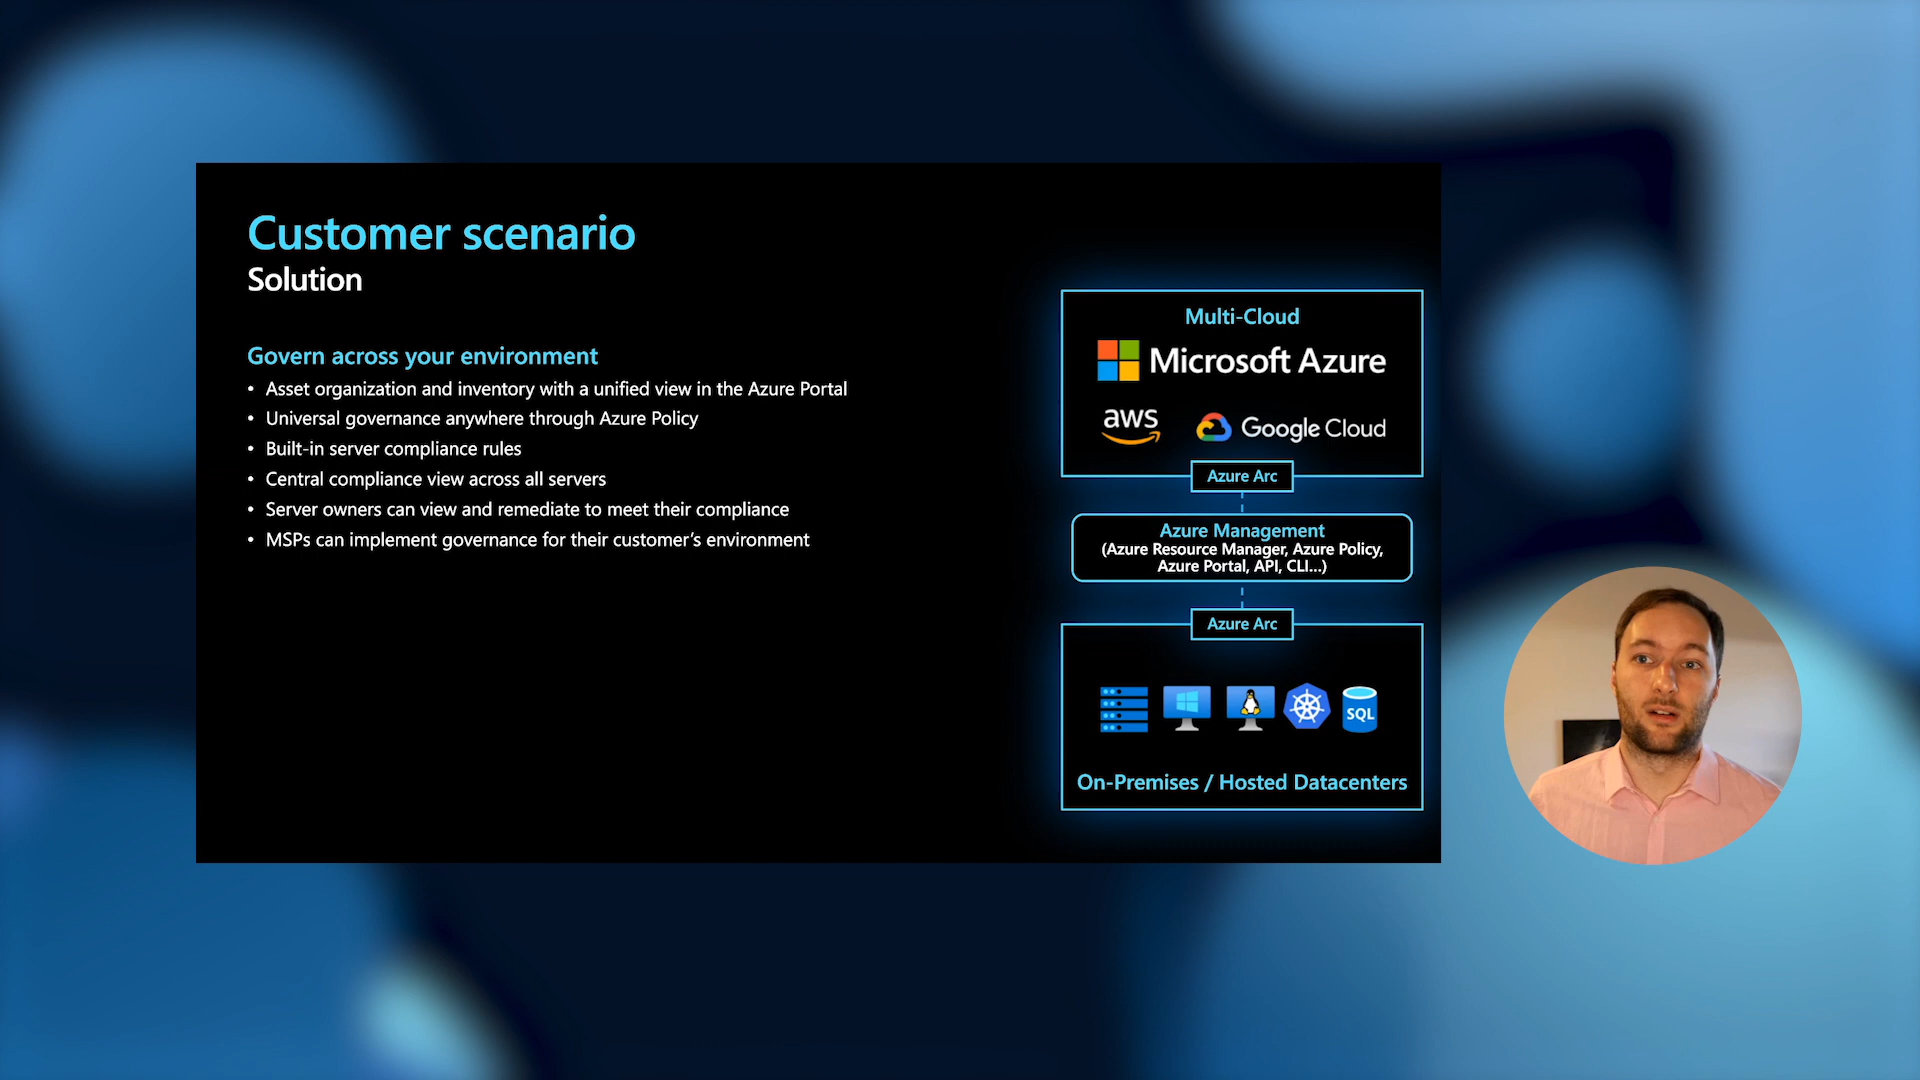 Customer scenario
Solution
Govern across your environment
• Asset organization and inventory with a unified view in the Azure Portal
• Universal governance anywhere through Azure Policy
• Built-in server compliance rules
• Central compliance view across all servers
• Server owners can view and remediate to meet their compliance
• MSPs can implement governance for their customer’s environment
Multi-Cloud
Microsoft Azure
aws
Google Cloud
Azure Arc
Azure Management
(Azure Resource Manager, Azure Policy,
Azure Portal, API, CLI...)
Azure Arc
SQL
On-Premises / Hosted Datacenters